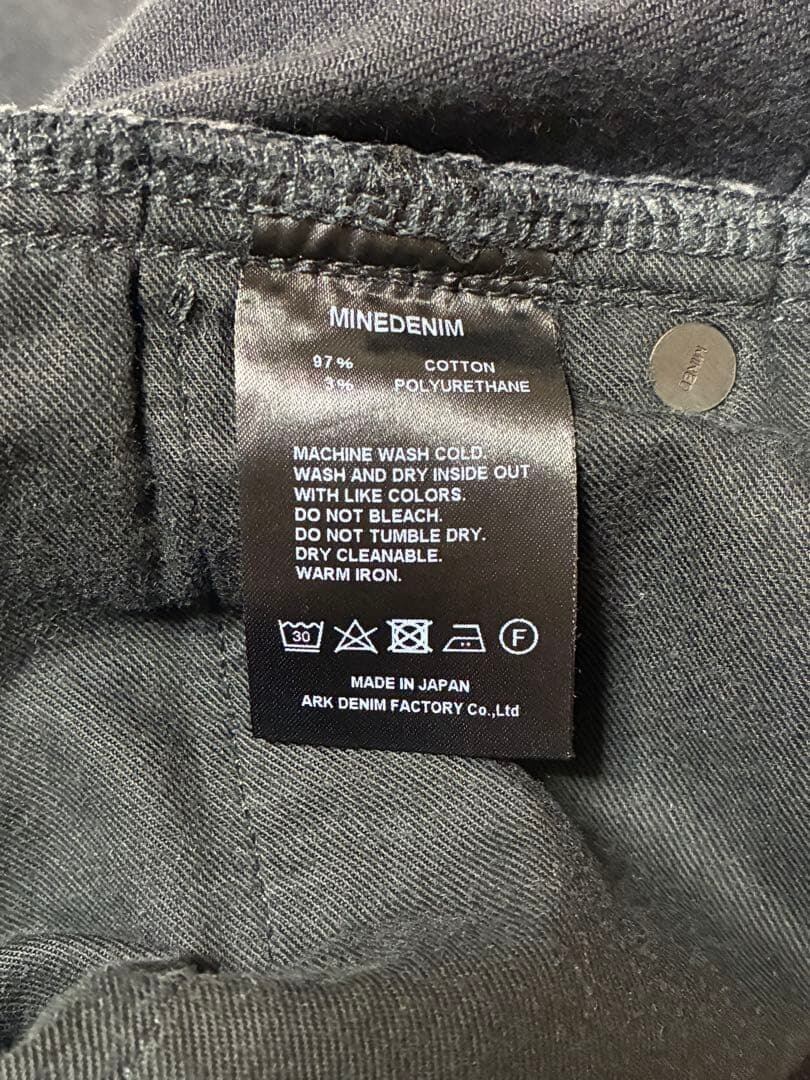 MINEDENIM
97% COTTON
3% POLYURETHANE
MACHINE WASH COLD.
WASH AND DRY INSIDE OUT
WITH LIKE COLORS.
DO NOT BLEACH.
DO NOT TUMBLE DRY.
DRY CLEANABLE.
WARM IRON.
30
F
MADE IN JAPAN
ARK DENIM FACTORY Co.,Ltd